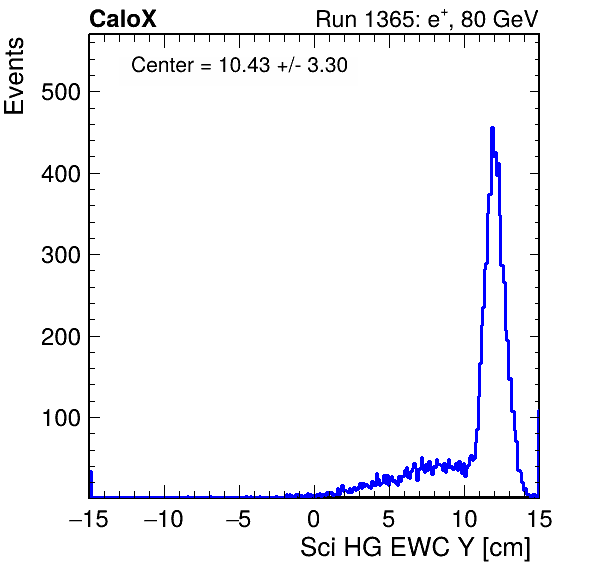 CaloX Run 1365: e⁺, 80 GeV
Center = 10.43 +/- 3.30
Events
500
400
300
200
100
−15 −10 −5 0 5 10 15
Sci HG EWC Y [cm]